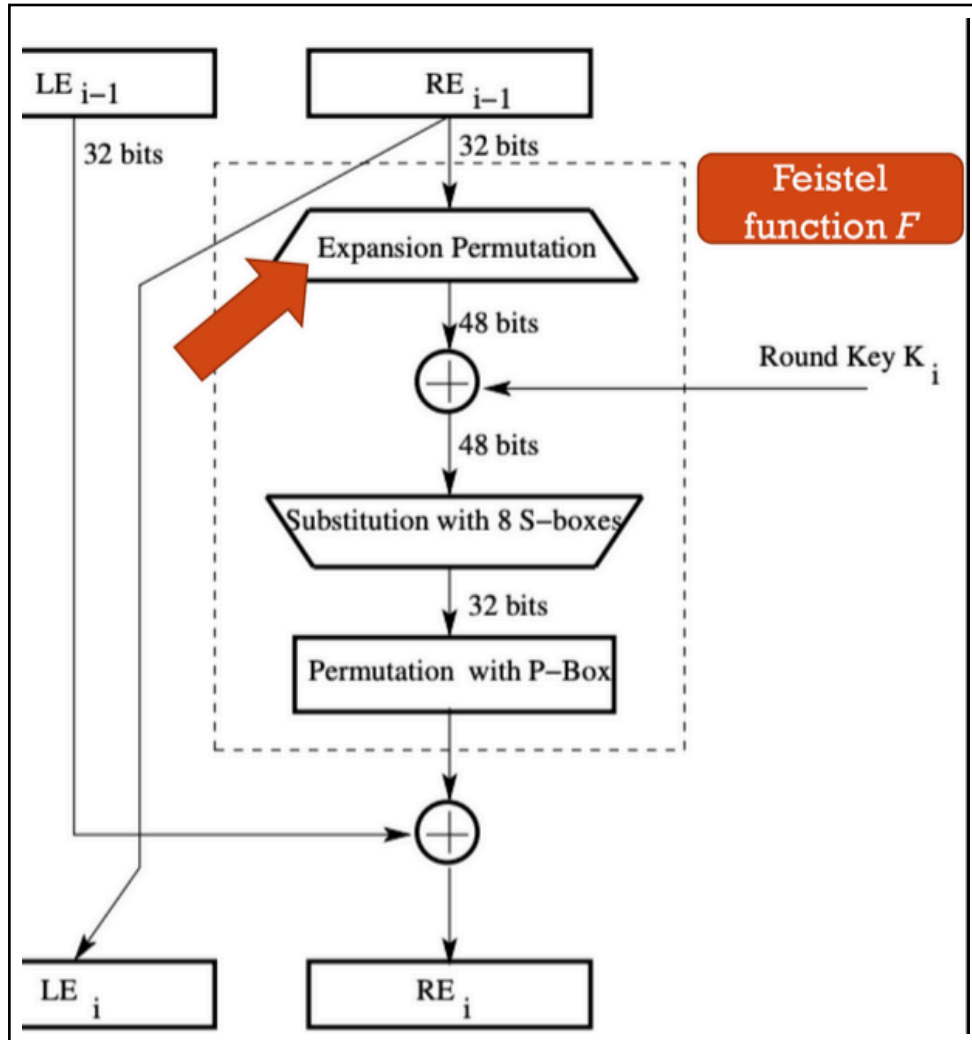 LE i−1
RE i−1
32 bits
32 bits
Feistel
function F
Expansion Permutation
48 bits
Round Key K i
48 bits
Substitution with 8 S−boxes
32 bits
Permutation with P−Box
LE i
RE i